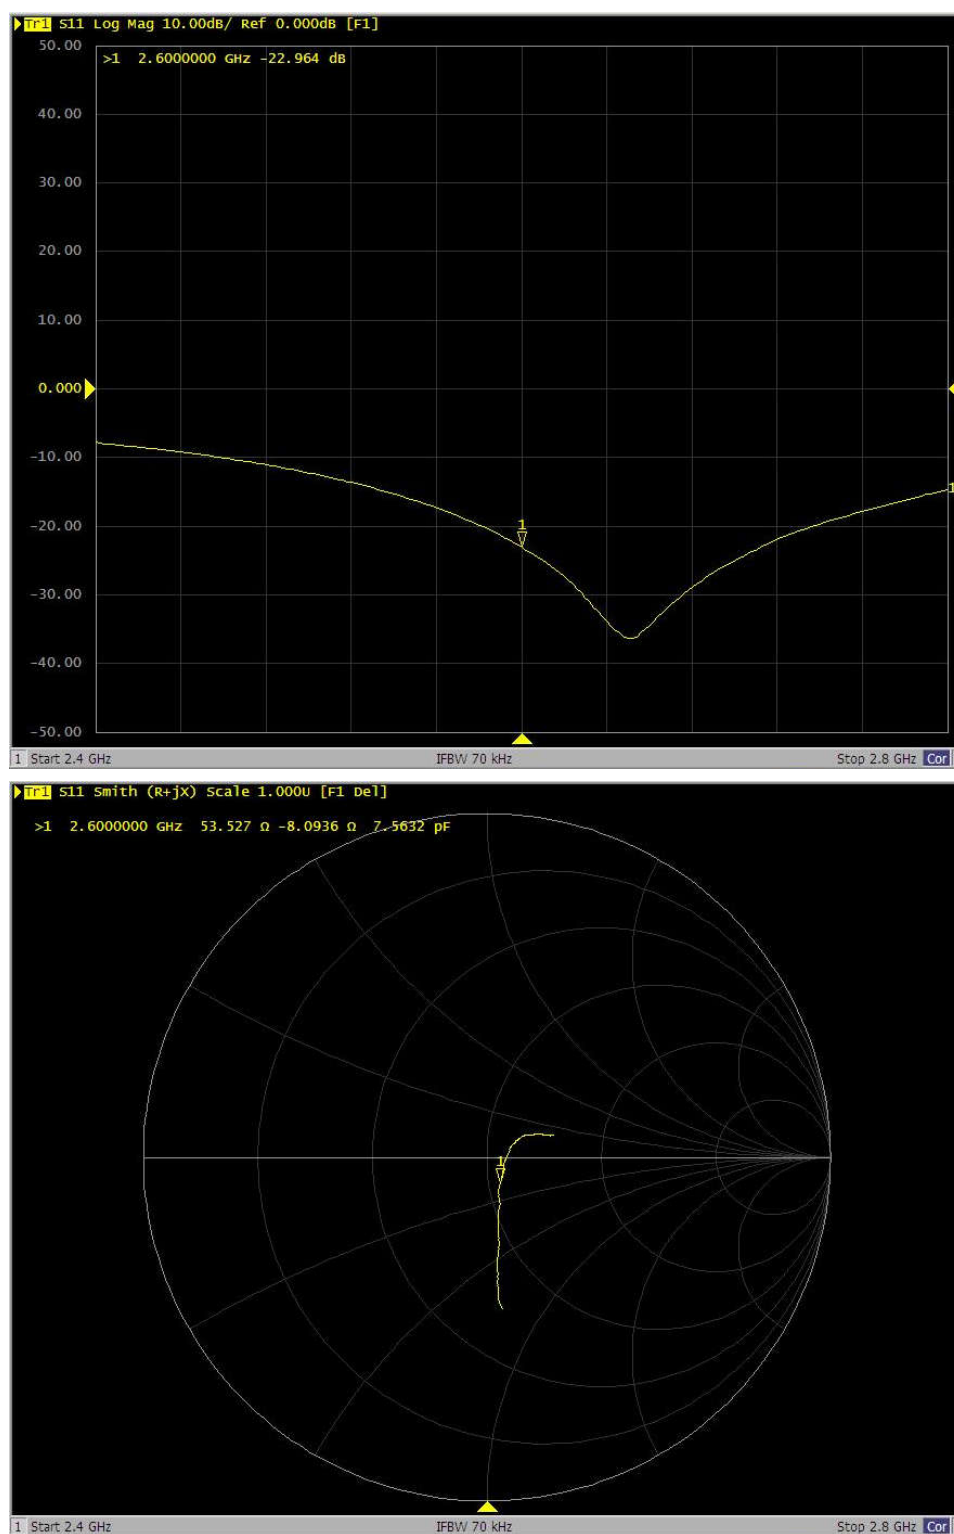 Tr1 S11 Log Mag 10.00dB/ Ref 0.000dB [F1]
50.00
>1 2.6000000 GHz -22.964 dB
40.00
30.00
20.00
10.00
0.000
-10.00
1
1
-20.00
-30.00
-40.00
-50.00
1 Start 2.4 GHz IFBW 70 kHz Stop 2.8 GHz Cor
Tr1 S11 Smith (R+jX) Scale 1.000U [F1 Del]
>1 2.6000000 GHz 53.527 Ω -8.0936 Ω 7.5632 pF
1
1 Start 2.4 GHz IFBW 70 kHz Stop 2.8 GHz Cor